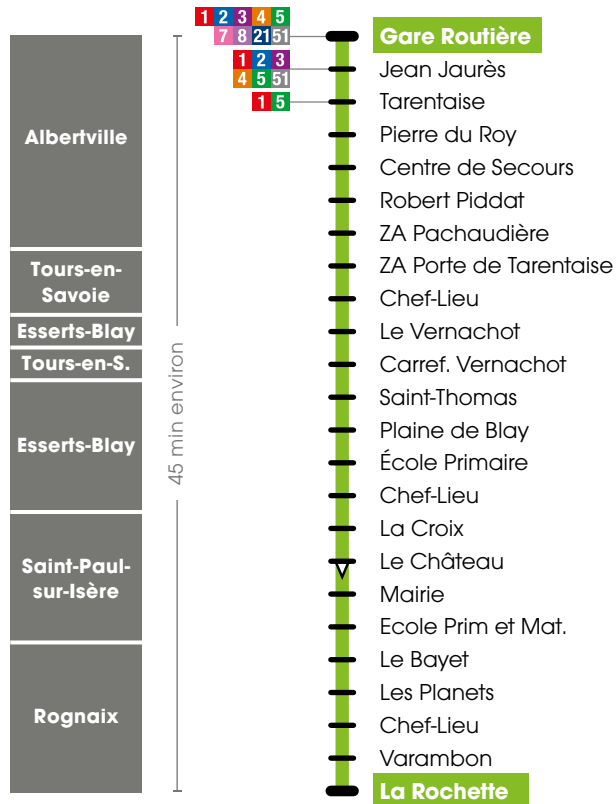 1 2 3 4 5
7 8 21 51
Gare Routière
1 2 3
4 5 51
Jean Jaurès
1 5
Tarentaise
Pierre du Roy
Centre de Secours
Robert Piddat
ZA Pachaudière
ZA Porte de Tarentaise
Chef-Lieu
Le Vernachot
Carref. Vernachot
Saint-Thomas
Plaine de Blay
École Primaire
Chef-Lieu
La Croix
Le Château
Mairie
Ecole Prim et Mat.
Le Bayet
Les Planets
Chef-Lieu
Varambon
La Rochette
Albertville
Tours-en-
Savoie
Esserts-Blay
Tours-en-S.
Esserts-Blay
Saint-Paul-
sur-Isère
Rognaix
45 min environ